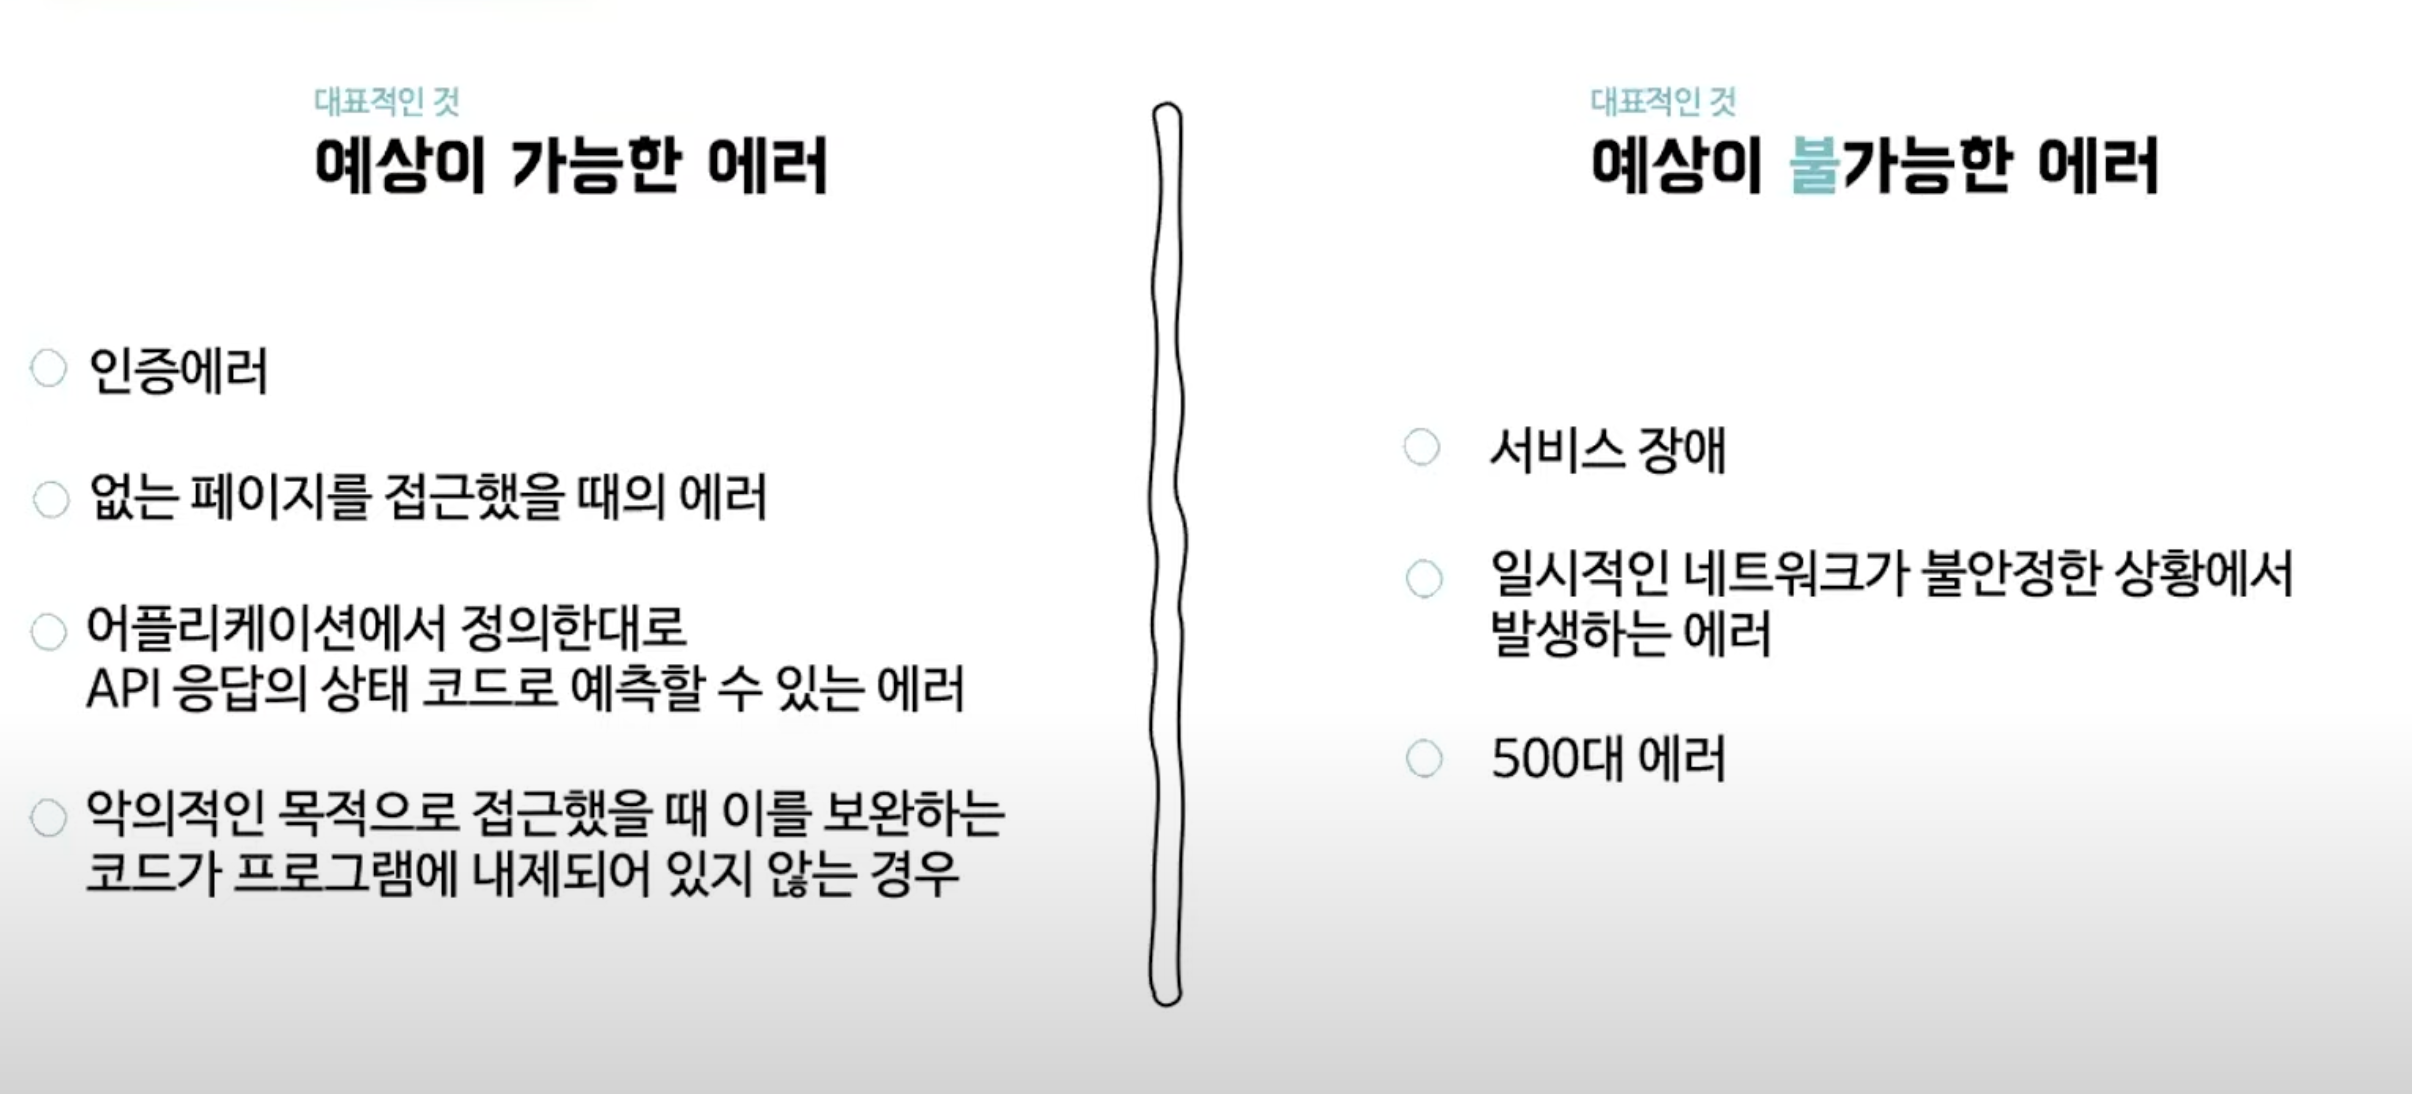 대표적인 것
예상이 가능한 에러
인증에러
없는 페이지를 접근했을 때의 에러
어플리케이션에서 정의한대로
API 응답의 상태 코드로 예측할 수 있는 에러
악의적인 목적으로 접근했을 때 이를 보완하는
코드가 프로그램에 내제되어 있지 않는 경우
대표적인 것
예상이 불가능한 에러
서비스 장애
일시적인 네트워크가 불안정한 상황에서
발생하는 에러
500대 에러